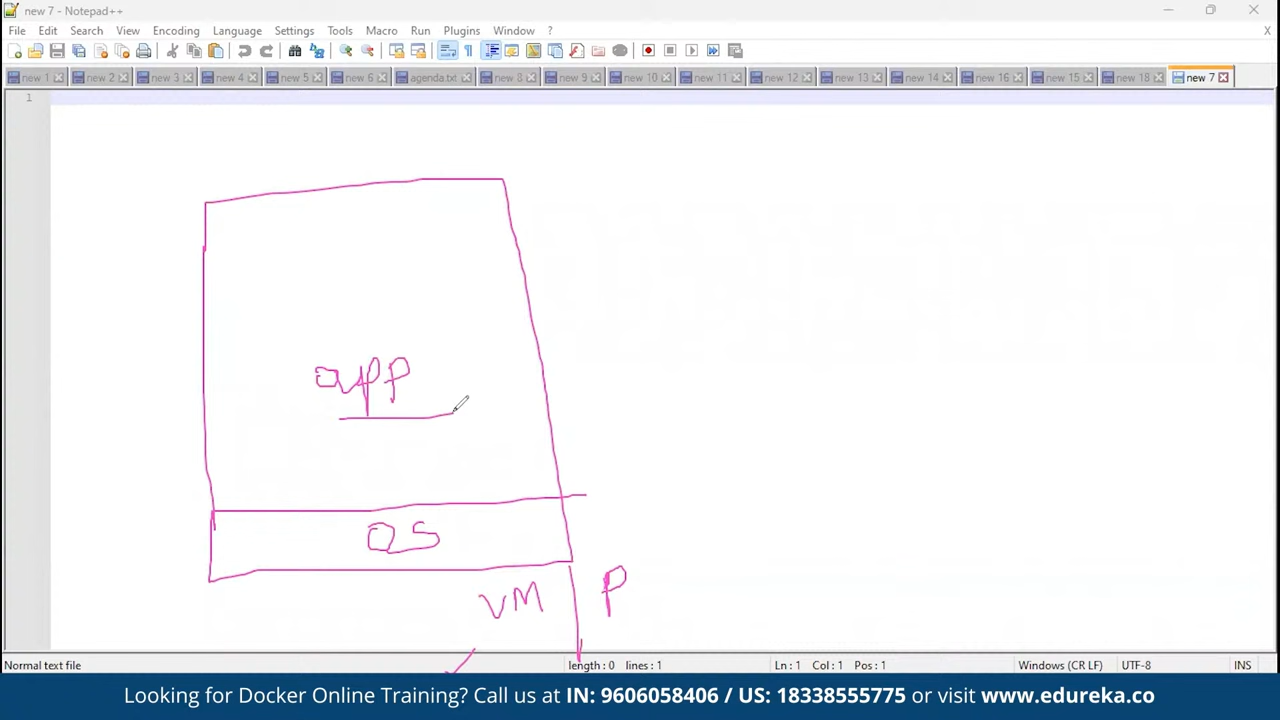 new 7 - Notepad++
File Edit Search View Encoding Language Settings Tools Macro Run Plugins Window ? X
new 1 new 2 new 3 new 4 new 5 new 6 agenda.txt new 8 new 9 new 10 new 11 new 12 new 13 new 14 new 16 new 15 new 18 new 7
1
app
OS
VM P
Normal text file length : 0 lines : 1 Ln : 1 Col : 1 Pos : 1 Windows (CR LF) UTF-8 INS
Looking for Docker Online Training? Call us at IN: 9606058406 / US: 18338555775 or visit www.edureka.co